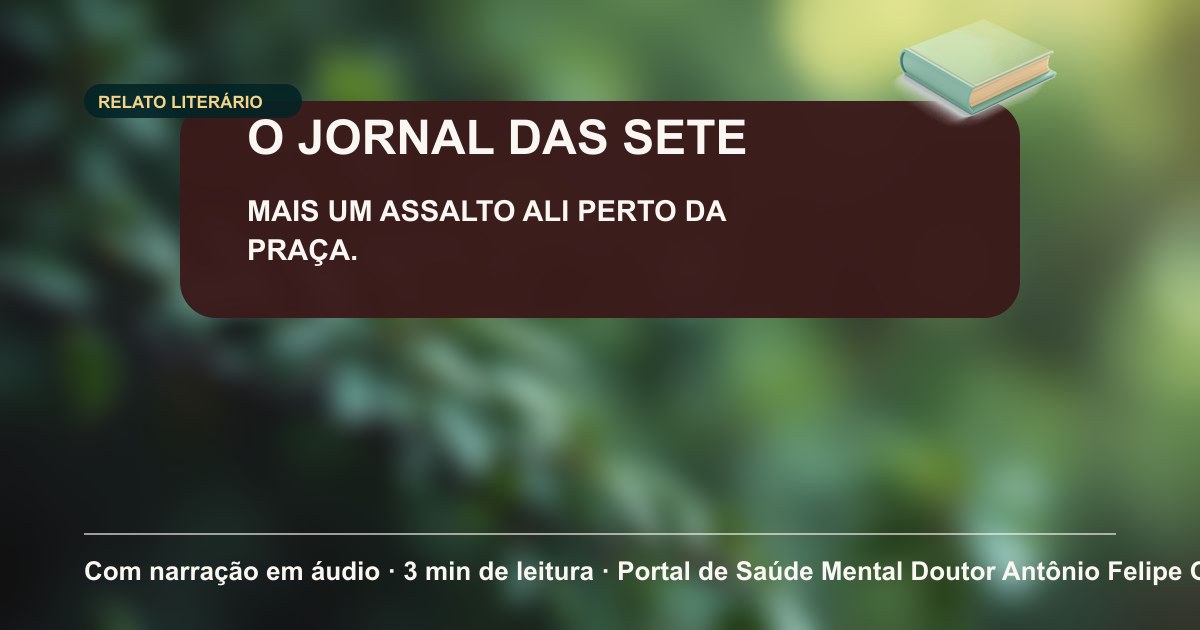 RELATO LITERÁRIO
O JORNAL DAS SETE
MAIS UM ASSALTO ALI PERTO DA
PRAÇA.
Com narração em áudio · 3 min de leitura · Portal de Saúde Mental Doutor Antônio Felipe